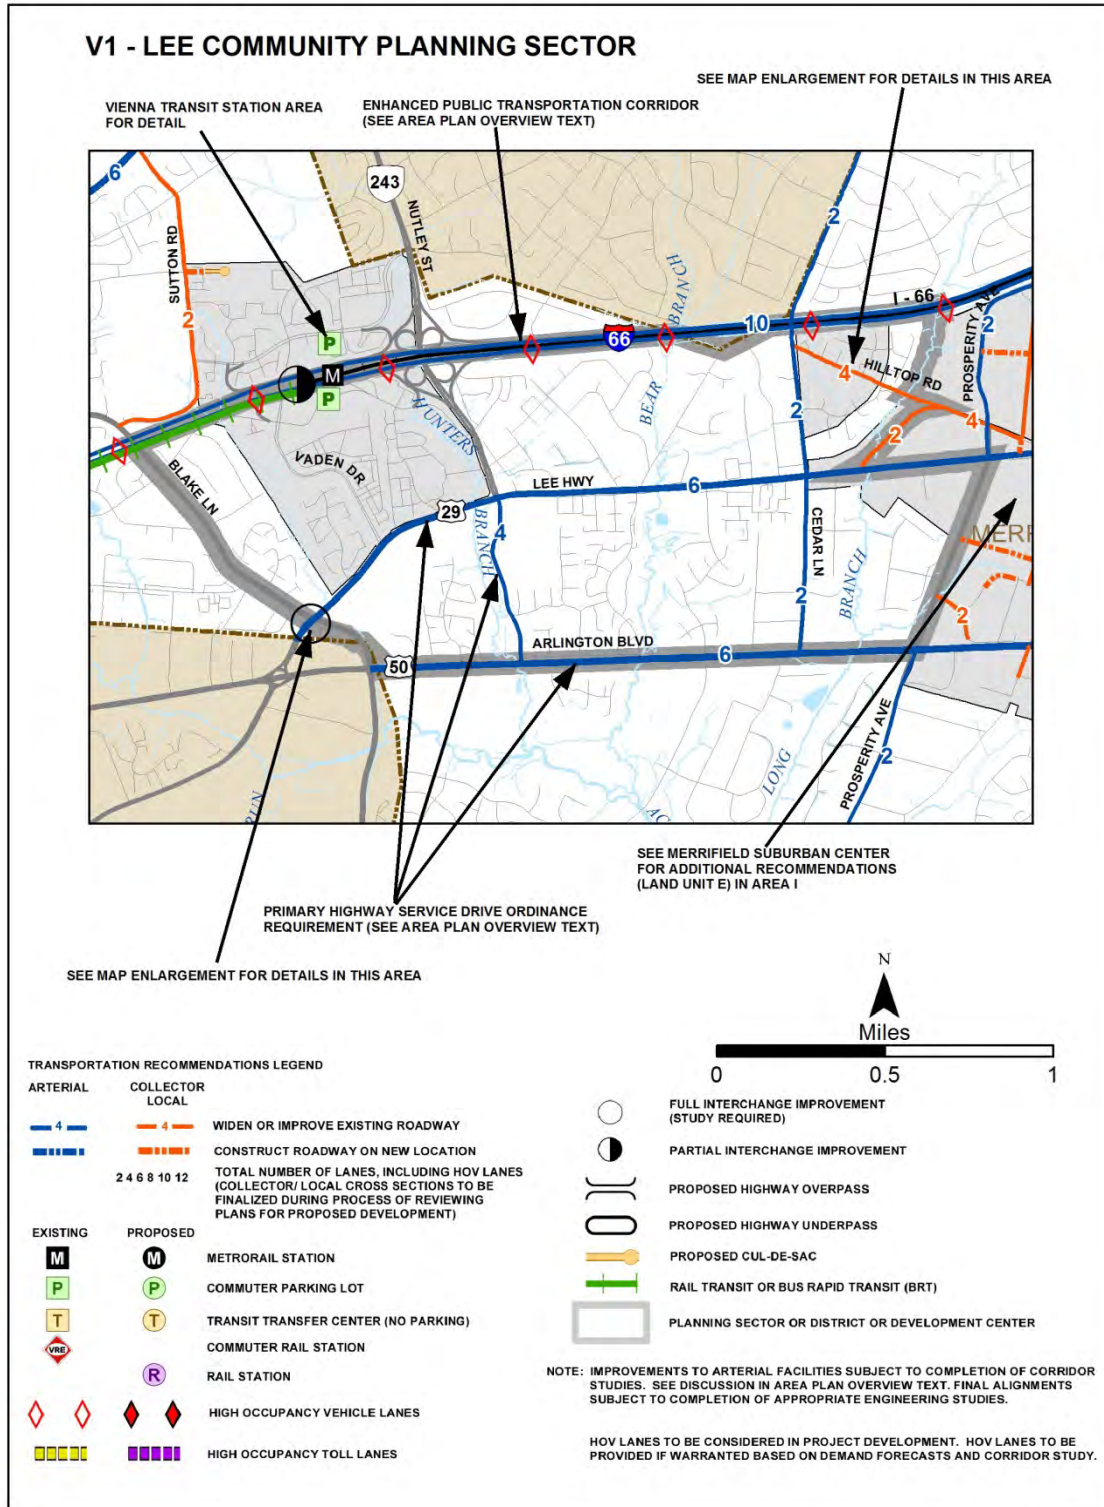 V1 - LEE COMMUNITY PLANNING SECTOR
SEE MAP ENLARGEMENT FOR DETAILS IN THIS AREA
VIENNA TRANSIT STATION AREA
FOR DETAIL
ENHANCED PUBLIC TRANSPORTATION CORRIDOR
(SEE AREA PLAN OVERVIEW TEXT)
6
243
NUTLEY ST
SUTTON RD
2
2
BRANCH
I - 66
10
66
PROSPERITY AVE
2
P
M
P
HILLTOP RD
4
4
2
2
HUNTERS
BRANCH
BEAR
VADEN DR
BLAKE LN
LEE HWY
6
29
4
CEDAR LN
2
BRANCH
MERR
2
ARLINGTON BLVD
6
50
PROSPERITY AVE
2
LONG
RUN
AC
SEE MERRIFIELD SUBURBAN CENTER
FOR ADDITIONAL RECOMMENDATIONS
(LAND UNIT E) IN AREA I
PRIMARY HIGHWAY SERVICE DRIVE ORDINANCE
REQUIREMENT (SEE AREA PLAN OVERVIEW TEXT)
SEE MAP ENLARGEMENT FOR DETAILS IN THIS AREA
N
Miles
0 0.5 1
TRANSPORTATION RECOMMENDATIONS LEGEND
ARTERIAL
COLLECTOR
LOCAL
4 4 WIDEN OR IMPROVE EXISTING ROADWAY
CONSTRUCT ROADWAY ON NEW LOCATION
2 4 6 8 10 12 TOTAL NUMBER OF LANES, INCLUDING HOV LANES
(COLLECTOR/ LOCAL CROSS SECTIONS TO BE
FINALIZED DURING PROCESS OF REVIEWING
PLANS FOR PROPOSED DEVELOPMENT)
EXISTING PROPOSED
M M METRORAIL STATION
P P COMMUTER PARKING LOT
T T TRANSIT TRANSFER CENTER (NO PARKING)
VRE COMMUTER RAIL STATION
R RAIL STATION
HIGH OCCUPANCY VEHICLE LANES
HIGH OCCUPANCY TOLL LANES
FULL INTERCHANGE IMPROVEMENT
(STUDY REQUIRED)
PARTIAL INTERCHANGE IMPROVEMENT
PROPOSED HIGHWAY OVERPASS
PROPOSED HIGHWAY UNDERPASS
PROPOSED CUL-DE-SAC
RAIL TRANSIT OR BUS RAPID TRANSIT (BRT)
PLANNING SECTOR OR DISTRICT OR DEVELOPMENT CENTER
NOTE: IMPROVEMENTS TO ARTERIAL FACILITIES SUBJECT TO COMPLETION OF CORRIDOR
STUDIES. SEE DISCUSSION IN AREA PLAN OVERVIEW TEXT. FINAL ALIGNMENTS
SUBJECT TO COMPLETION OF APPROPRIATE ENGINEERING STUDIES.
HOV LANES TO BE CONSIDERED IN PROJECT DEVELOPMENT. HOV LANES TO BE
PROVIDED IF WARRANTED BASED ON DEMAND FORECASTS AND CORRIDOR STUDY.